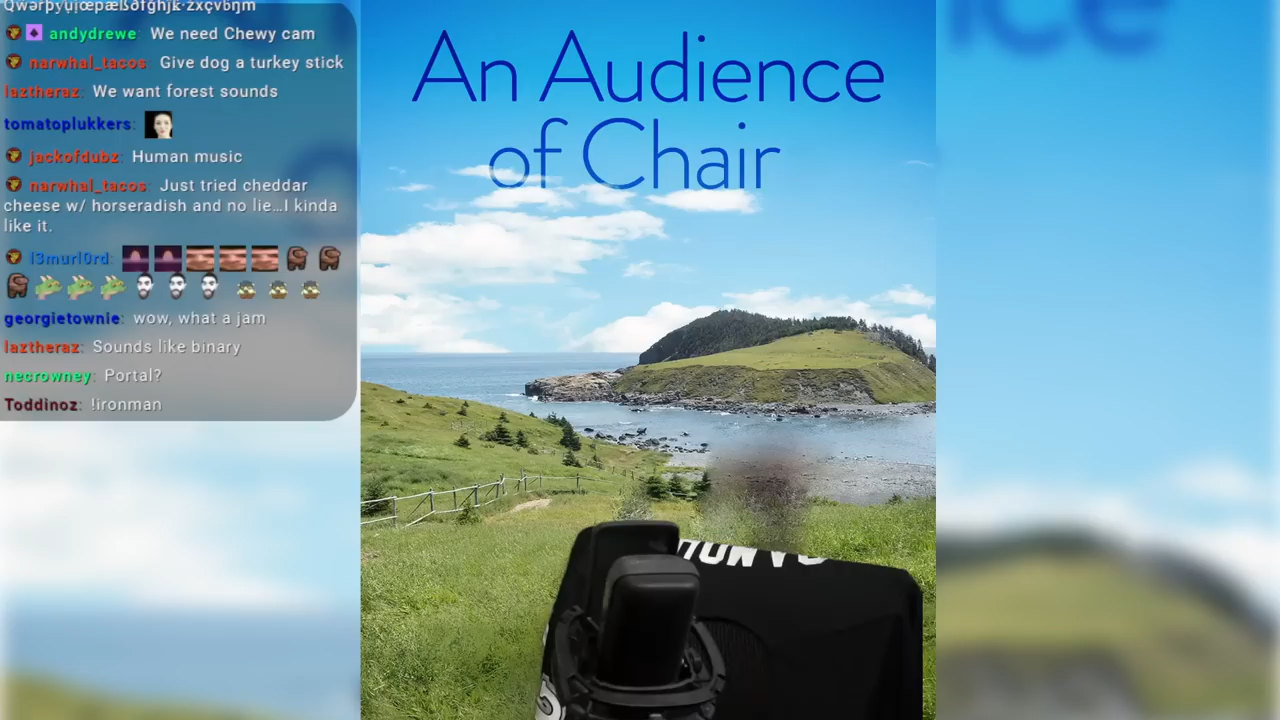 Qwərþyųįœpæßðfğhjķ·żxçvbŋm
andydrewe: We need Chewy cam
narwhal_tacos: Give dog a turkey stick
laztheraz: We want forest sounds
tomatoplukkers:
jackofdubz: Human music
narwhal_tacos: Just tried cheddar
cheese w/ horseradish and no lie…I kinda
like it.
l3murl0rd:
georgietownie: wow, what a jam
laztheraz: Sounds like binary
necrowney: Portal?
Toddinoz: !ironman
An Audience
of Chair